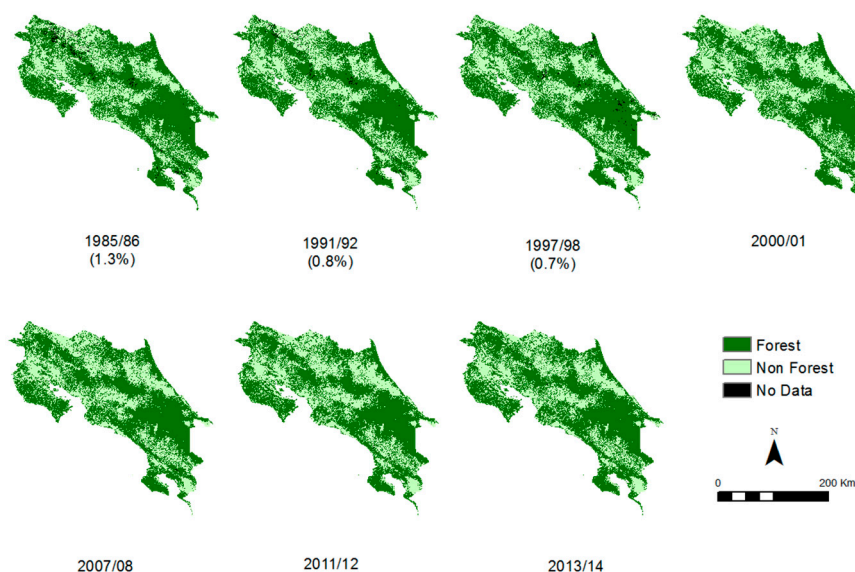 1985/86
(1.3%)
1991/92
(0.8%)
1997/98
(0.7%)
2000/01
Forest
Non Forest
No Data
N
0 200 Km
2007/08
2011/12
2013/14